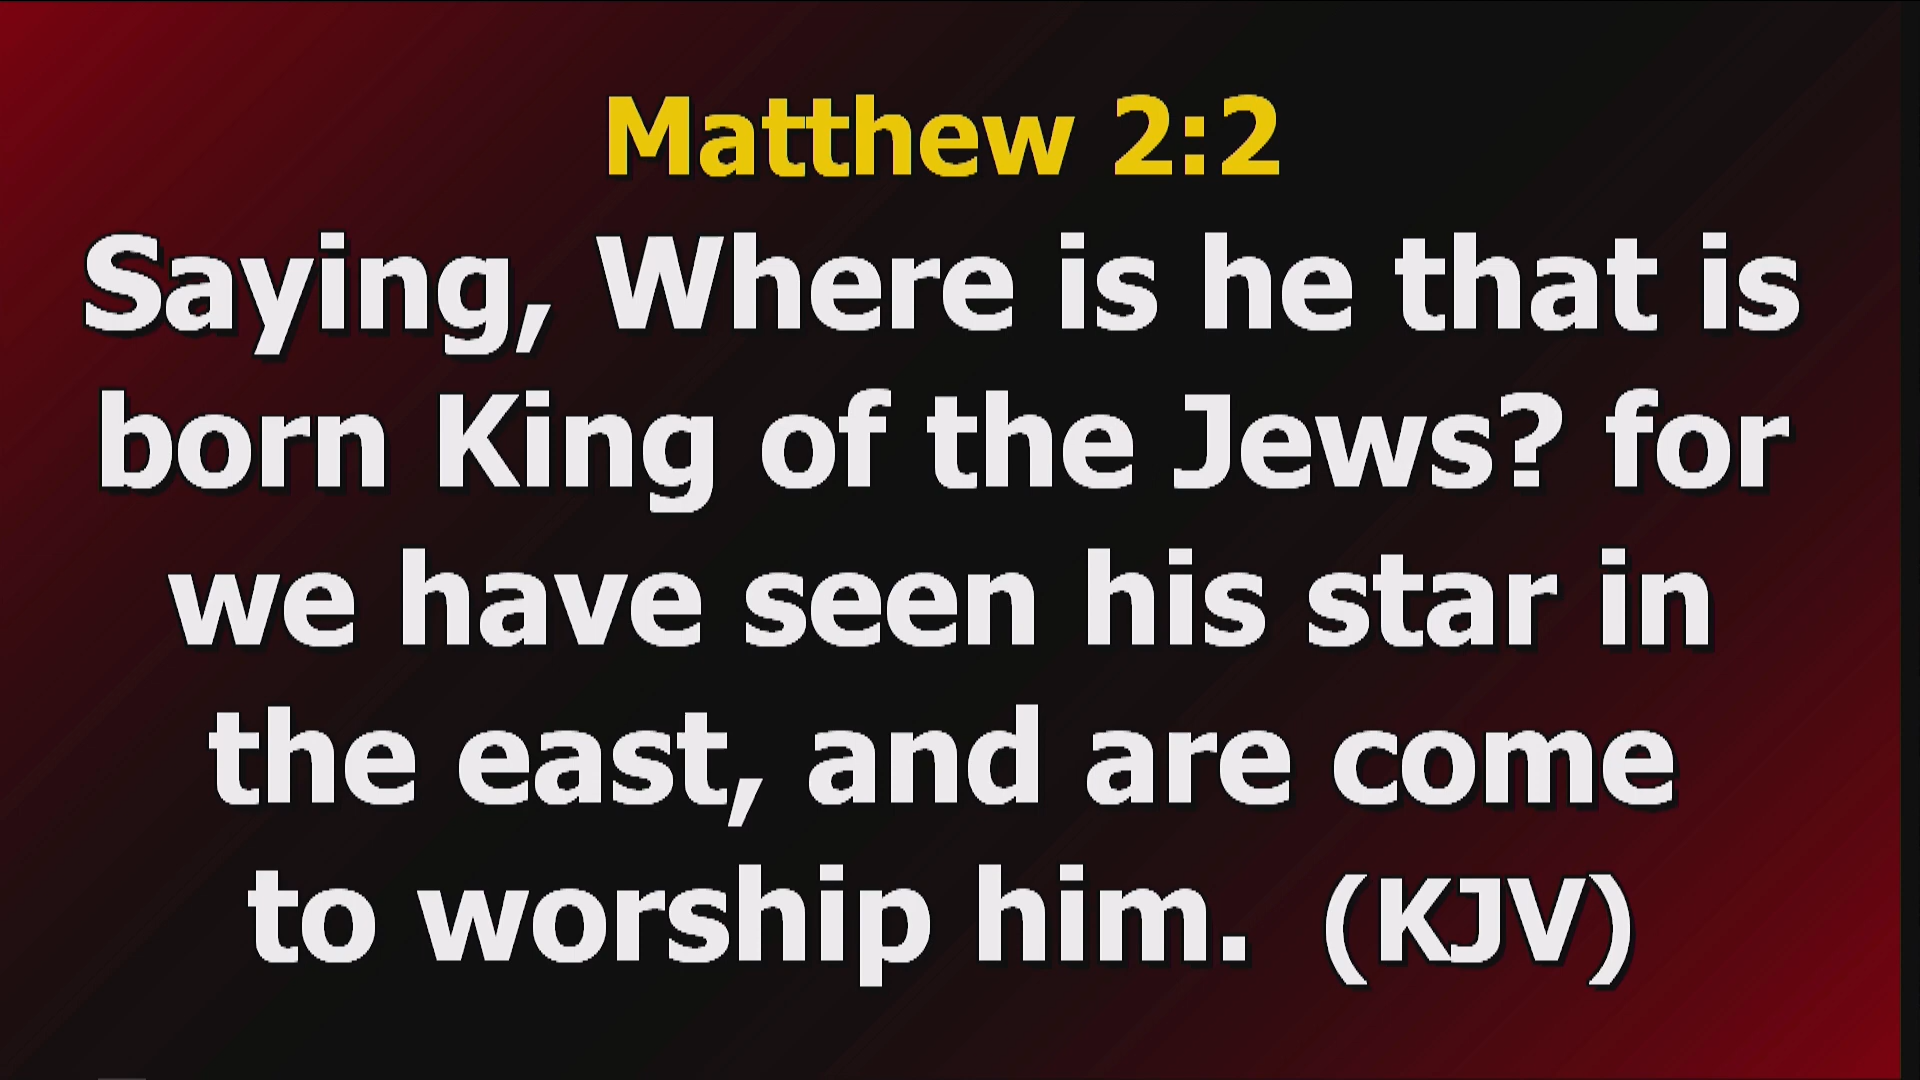 Matthew 2:2
Saying, Where is he that is
born King of the Jews? for
we have seen his star in
the east, and are come
to worship him.  (KJV)